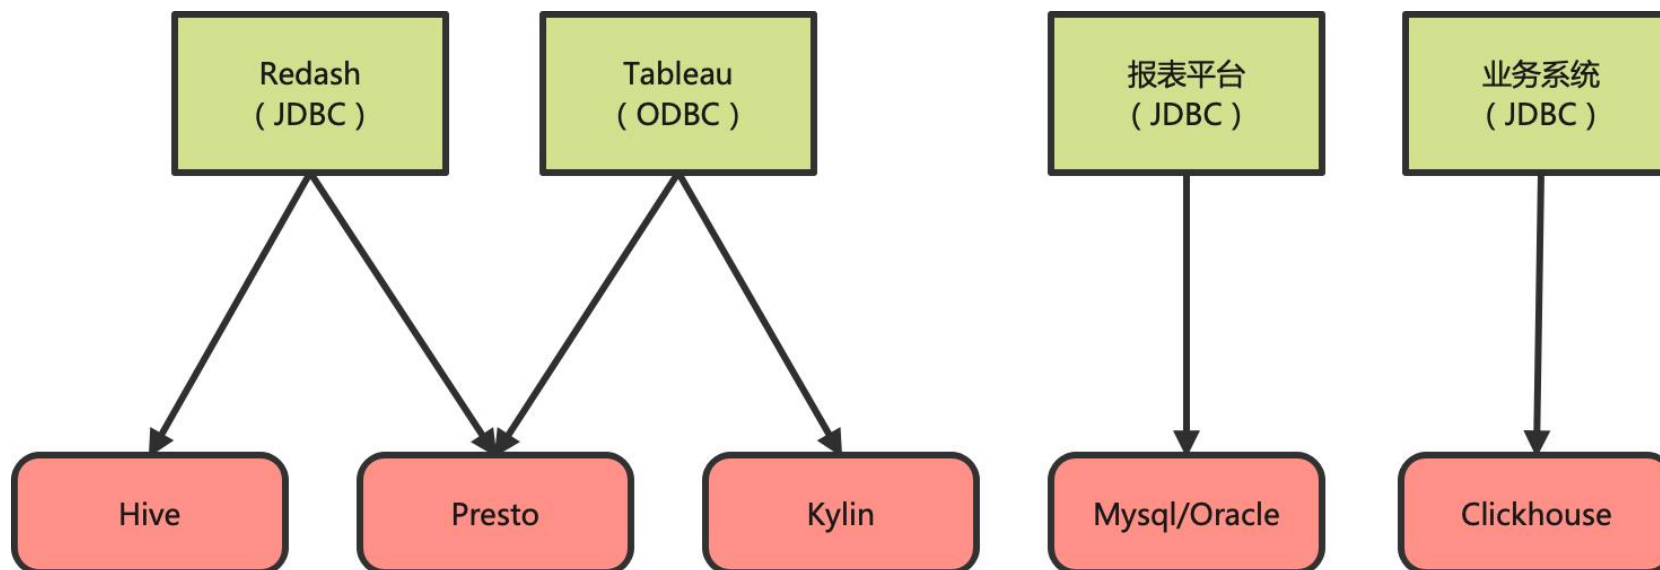 Redash
（JDBC）
Tableau
（ODBC）
报表平台
（JDBC）
业务系统
（JDBC）
Hive
Presto
Kylin
Mysql/Oracle
Clickhouse